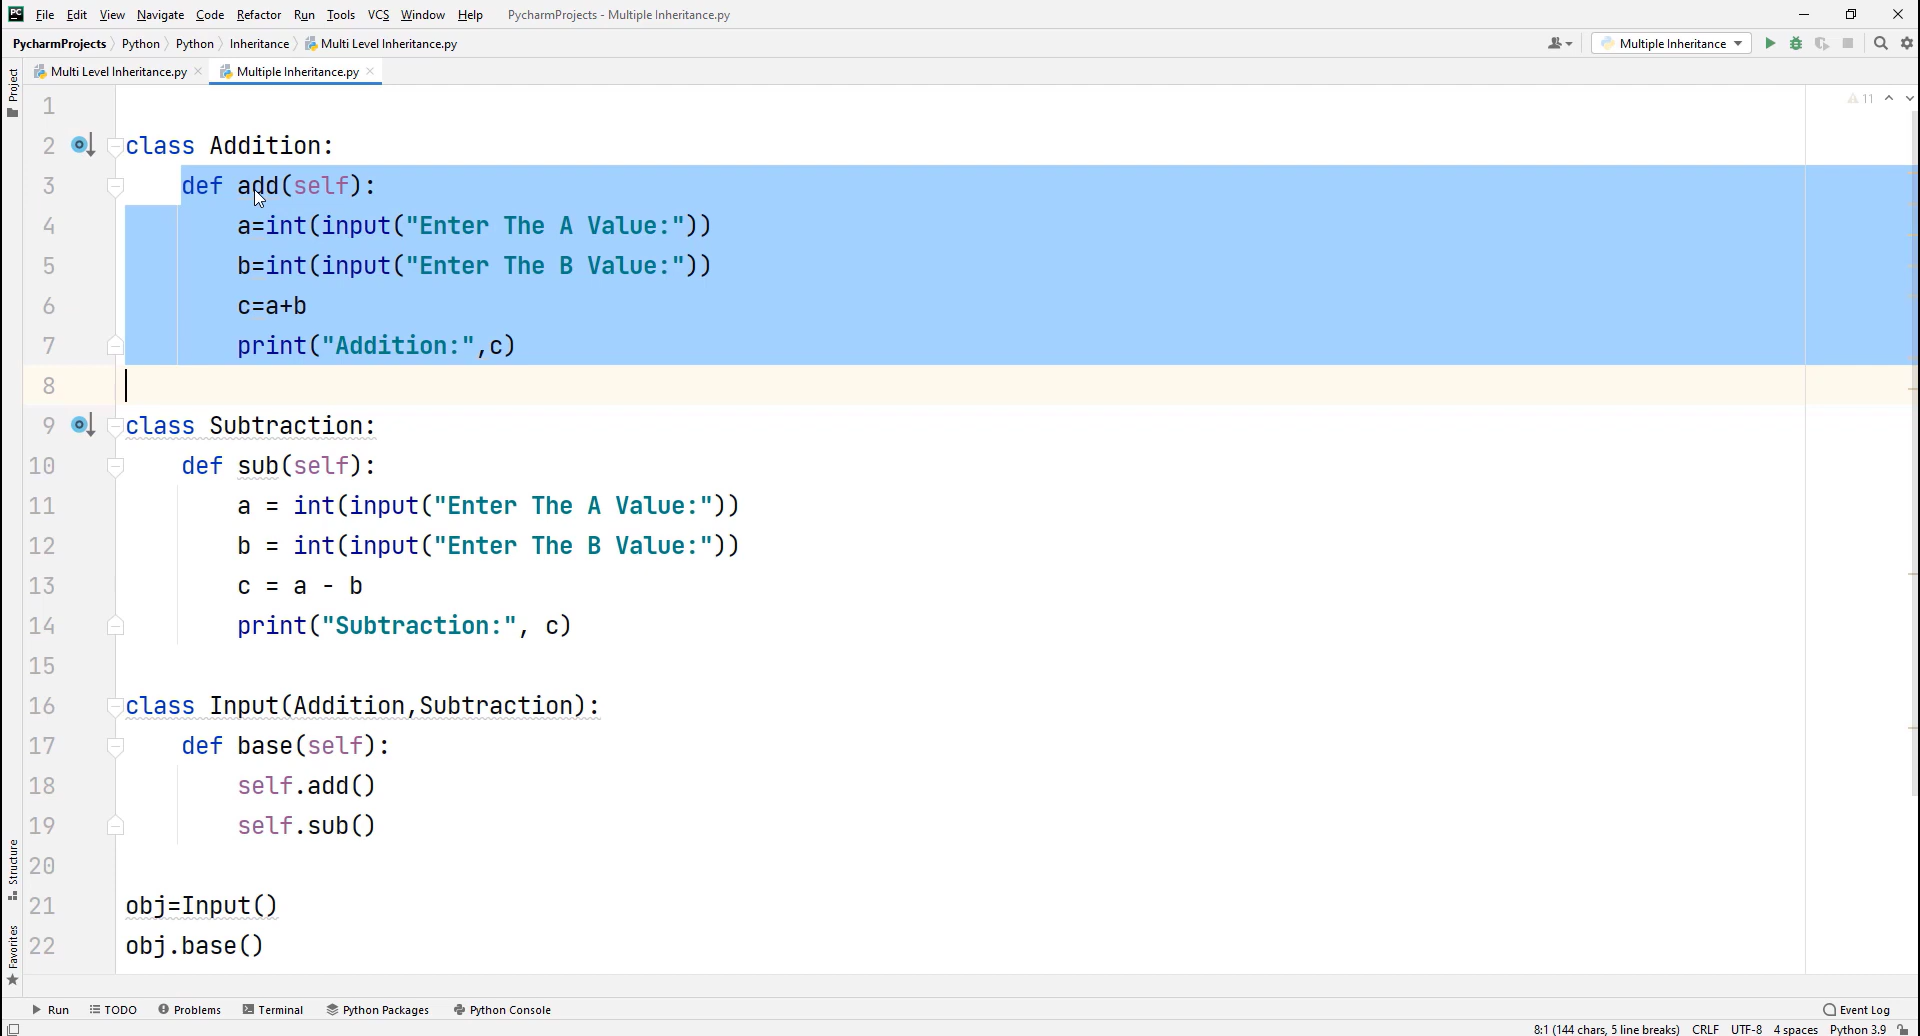 File Edit View Navigate Code Refactor Run Tools VCS Window Help PycharmProjects - Multiple Inheritance.py
PycharmProjects Python Python Inheritance Multi Level Inheritance.py Multiple Inheritance
Multi Level Inheritance.py Multiple Inheritance.py
Project
1
11
2 class Addition:
3 def add(self):
4 a=int(input("Enter The A Value:"))
5 b=int(input("Enter The B Value:"))
6 c=a+b
7 print("Addition:",c)
8
9 class Subtraction:
10 def sub(self):
11 a = int(input("Enter The A Value:"))
12 b = int(input("Enter The B Value:"))
13 c = a - b
14 print("Subtraction:", c)
15
16 class Input(Addition,Subtraction):
17 def base(self):
18 self.add()
19 self.sub()
20
21 obj=Input()
22 obj.base()
Structure
Favorites
Run TODO Problems Terminal Python Packages Python Console Event Log
8:1 (144 chars, 5 line breaks) CRLF UTF-8 4 spaces Python 3.9